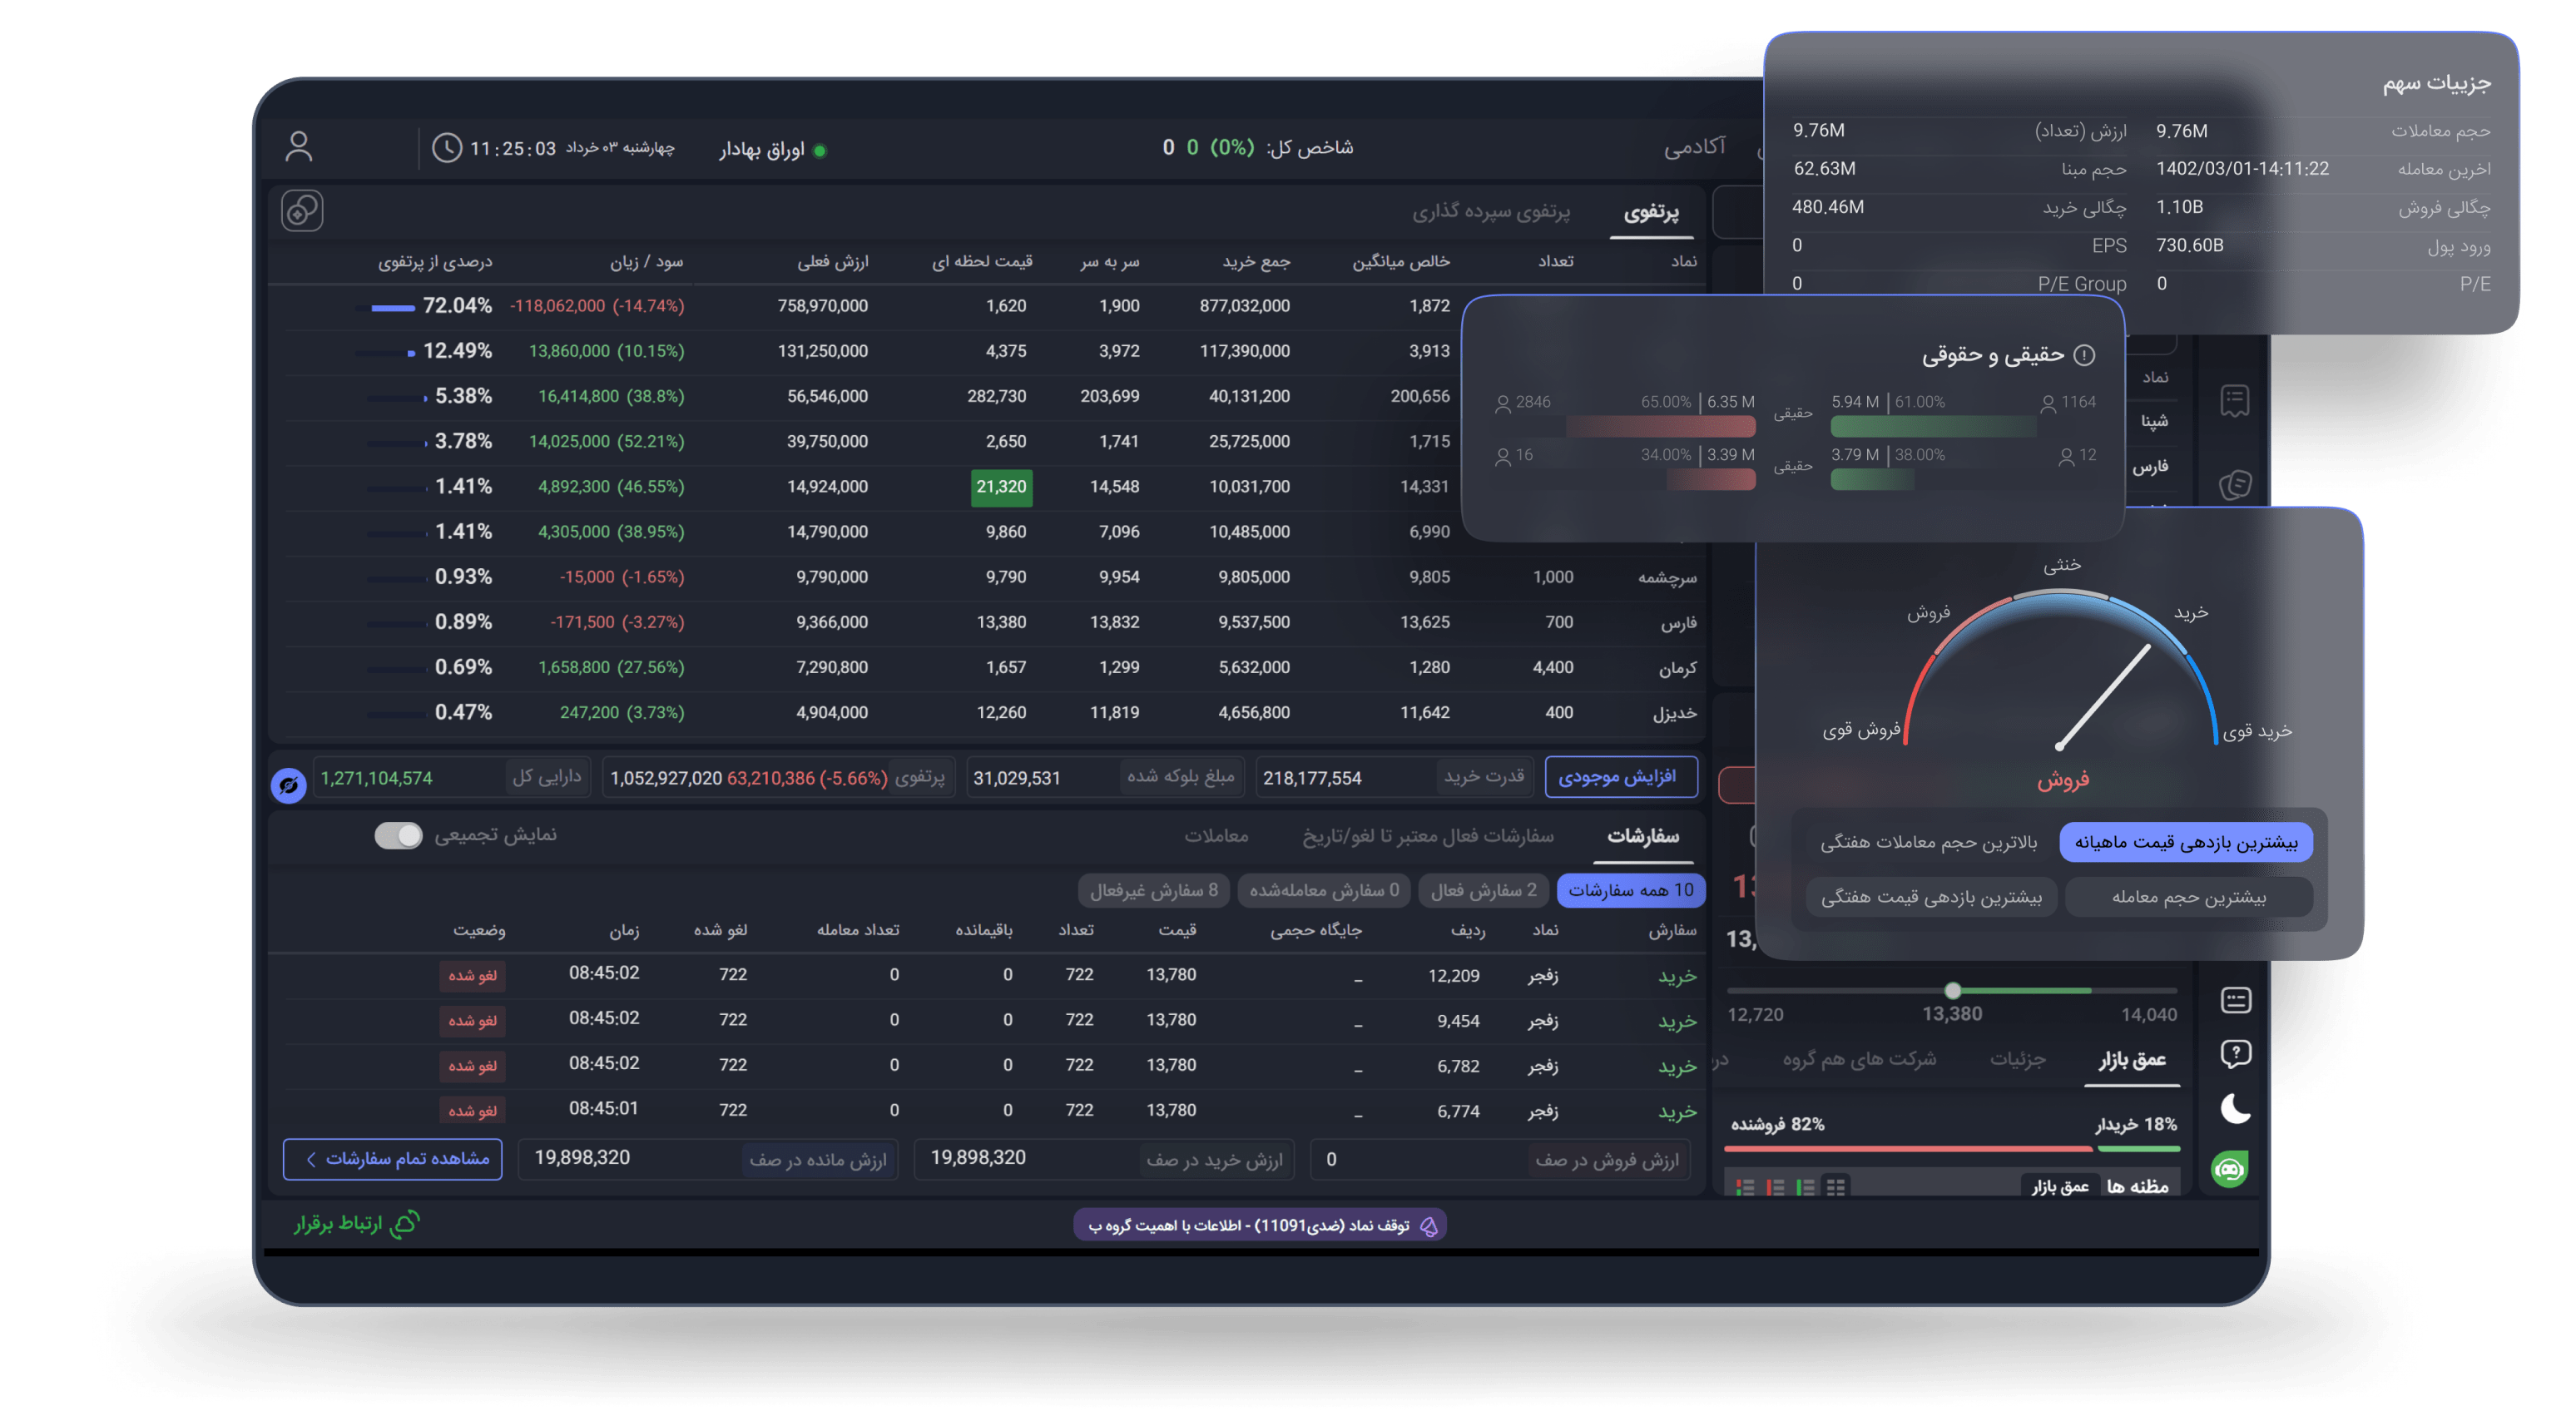 جزییات سهم
حجم معاملات 9.76M ارزش (تعداد) 9.76M
اخرین معامله 1402/03/01-14:11:22 حجم مبنا 62.63M
چگالی فروش 1.10B چگالی خرید 480.46M
ورود پول 730.60B EPS 0
P/E 0 P/E Group 0
آکادمی
شاخص کل: (0%) 0 0
اوراق بهادار
چهارشنبه ۰۳ خرداد 11:25:03
پرتفوی پرتفوی سپرده گذاری
نماد تعداد خالص میانگین جمع خرید سر به سر قیمت لحظه ای ارزش فعلی سود / زیان درصدی از پرتفوی
1,872 877,032,000 1,900 1,620 758,970,000 -118,062,000 (-14.74%) 72.04%
3,913 117,390,000 3,972 4,375 131,250,000 13,860,000 (10.15%) 12.49%
200,656 40,131,200 203,699 282,730 56,546,000 16,414,800 (38.8%) 5.38%
1,715 25,725,000 1,741 2,650 39,750,000 14,025,000 (52.21%) 3.78%
14,331 10,031,700 14,548 21,320 14,924,000 4,892,300 (46.55%) 1.41%
6,990 10,485,000 7,096 9,860 14,790,000 4,305,000 (38.95%) 1.41%
سرچشمه 1,000 9,805 9,805,000 9,954 9,790 9,790,000 -15,000 (-1.65%) 0.93%
فارس 700 13,625 9,537,500 13,832 13,380 9,366,000 -171,500 (-3.27%) 0.89%
کرمان 4,400 1,280 5,632,000 1,299 1,657 7,290,800 1,658,800 (27.56%) 0.69%
خدیزل 400 11,642 4,656,800 11,819 12,260 4,904,000 247,200 (3.73%) 0.47%
حقیقی و حقوقی
1164 61.00% 5.94 M حقیقی 6.35 M 65.00% 2846
12 38.00% 3.79 M حقیقی 3.39 M 34.00% 16
نماد
شپنا
فارس
خنثی
خرید
فروش
خرید قوی
فروش قوی
فروش
بیشترین بازدهی قیمت ماهیانه بالاترین حجم معاملات هفتگی
بیشترین حجم معامله بیشترین بازدهی قیمت هفتگی
افزایش موجودی
قدرت خرید 218,177,554
مبلغ بلوکه شده 31,029,531
پرتفوی 1,052,927,020 63,210,386 (-5.66%)
دارایی کل 1,271,104,574
سفارشات سفارشات فعال معتبر تا لغو/تاریخ معاملات
نمایش تجمیعی
10 همه سفارشات 2 سفارش فعال 0 سفارش معامله‌شده 8 سفارش غیرفعال
سفارش نماد ردیف جایگاه حجمی قیمت تعداد باقیمانده تعداد معامله لغو شده زمان وضعیت
خرید زفجر 12,209 _ 13,780 722 0 0 722 08:45:02 لغو شده
خرید زفجر 9,454 _ 13,780 722 0 0 722 08:45:02 لغو شده
خرید زفجر 6,782 _ 13,780 722 0 0 722 08:45:02 لغو شده
خرید زفجر 6,774 _ 13,780 722 0 0 722 08:45:01 لغو شده
ارزش فروش در صف 0
ارزش خرید در صف 19,898,320
ارزش مانده در صف 19,898,320
مشاهده تمام سفارشات
13,
14,040 13,380 12,720
عمق بازار جزئیات شرکت های هم گروه
18% خریدار 82% فروشنده
مظنه ها عمق بازار
توقف نماد (ضدی11091) - اطلاعات با اهمیت گروه ب
ارتباط برقرار